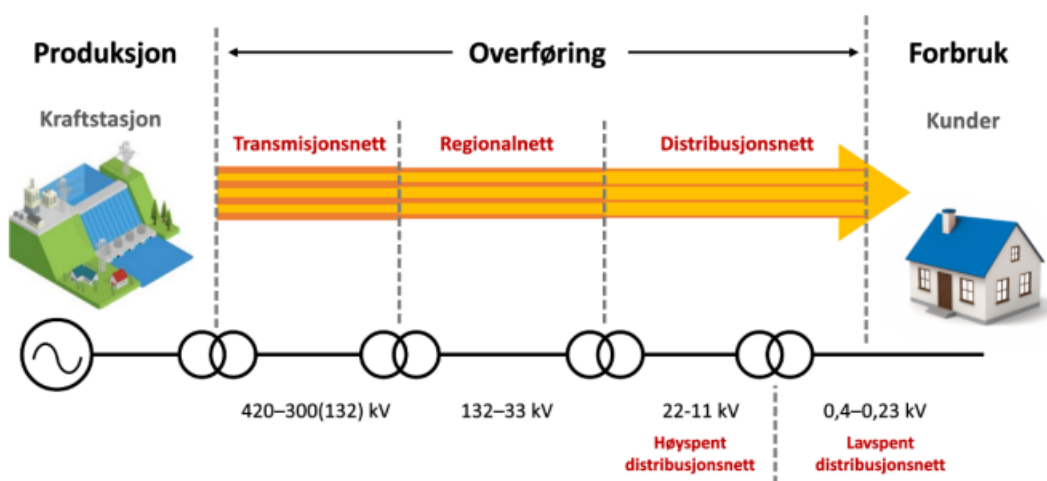 Produksjon
Overføring
Forbruk
Kraftstasjon
Kunder
Transmisjonsnett
Regionalnett
Distribusjonsnett
420–300(132) kV
132–33 kV
22-11 kV
0,4–0,23 kV
Høyspent
distribusjonsnett
Lavspent
distribusjonsnett